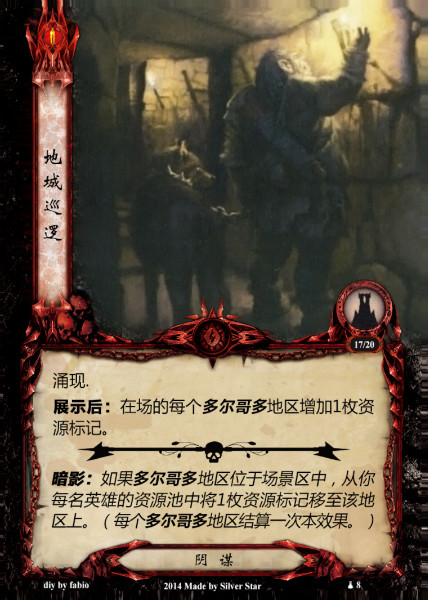 地城巡逻
17/20
涌现.
展示后：在场的每个多尔哥多地区增加1枚资
源标记。
暗影：如果多尔哥多地区位于场景区中，从你
每名英雄的资源池中将1枚资源标记移至该地
区上。（每个多尔哥多地区结算一次本效果。）
阴谋
diy by fabio
2014 Made by Silver Star
8